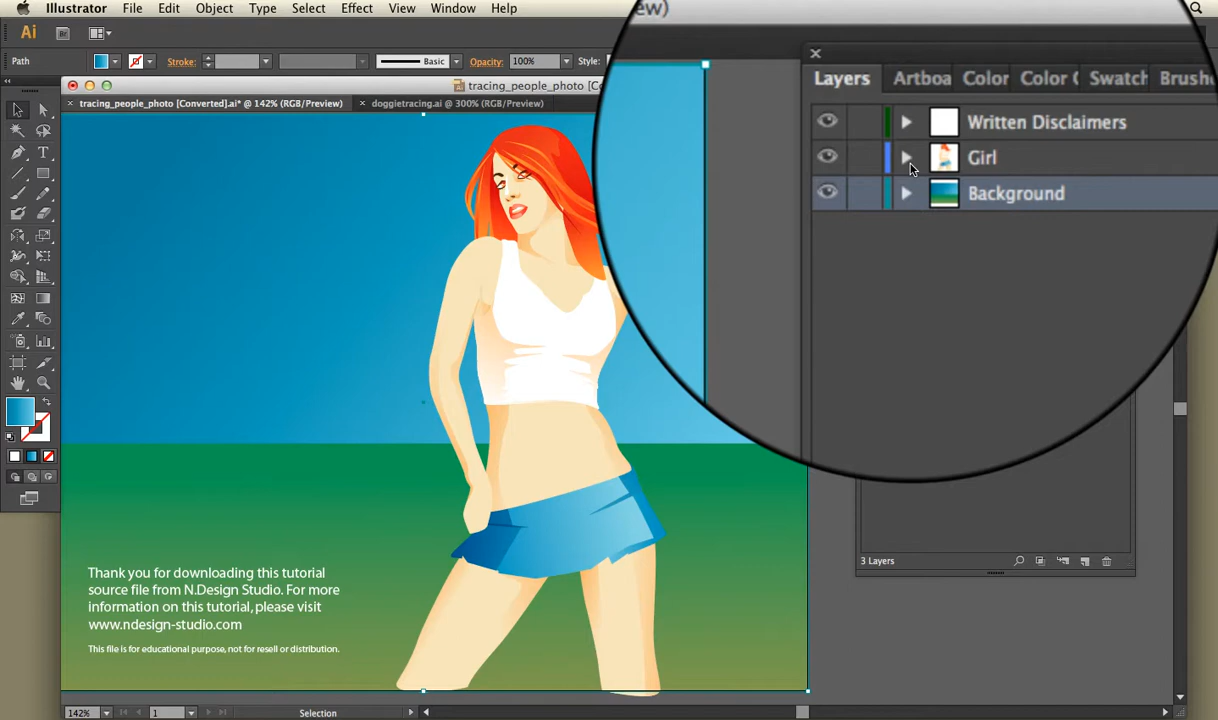 Illustrator File Edit Object Type Select Effect View Window Help
Ai Br
Path Stroke: Basic Opacity: 100% Style:
tracing_people_photo [Co
tracing_people_photo [Converted].ai* @ 142% (RGB/Preview) doggietracing.ai @ 300% (RGB/Preview)
ew)
Layers Artboa Color Color Swatch Brushe
Written Disclaimers
Girl
Background
3 Layers
Thank you for downloading this tutorial
source file from N.Design Studio. For more
information on this tutorial, please visit
www.ndesign-studio.com
This file is for educational purpose, not for resell or distribution.
142% 1 Selection